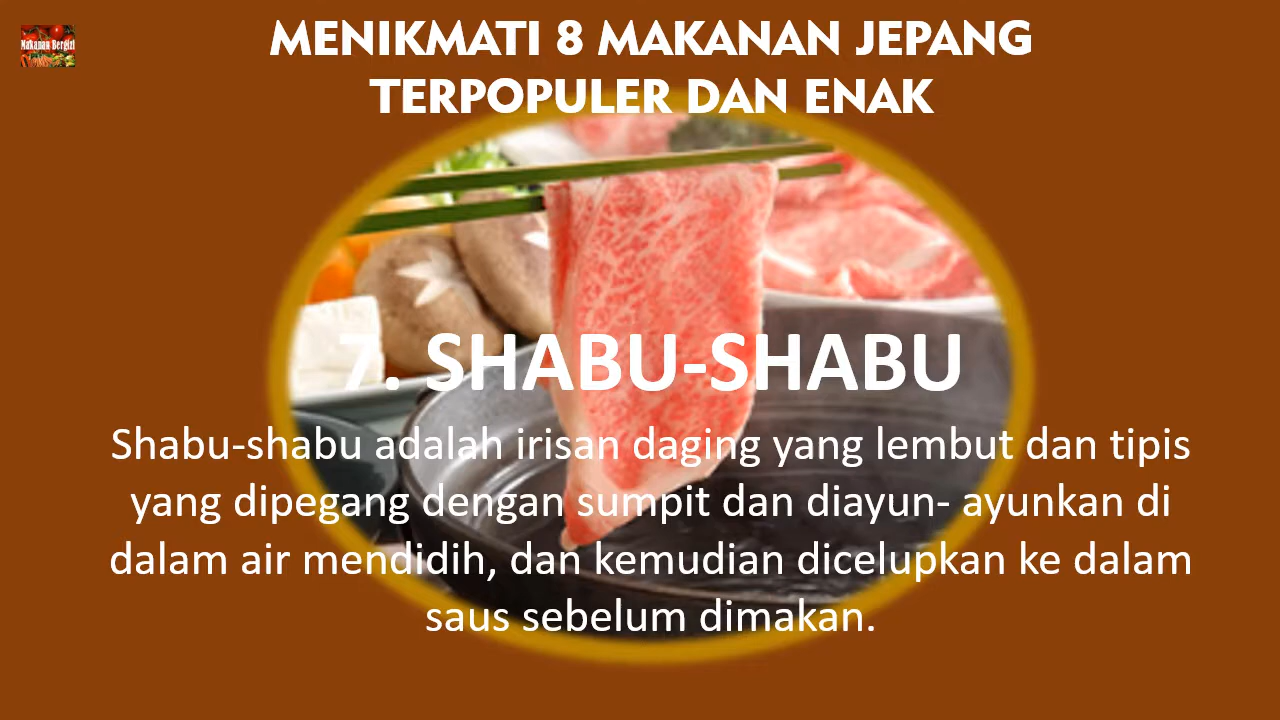 Makanan Bergizi
MENIKMATI 8 MAKANAN JEPANG
TERPOPULER DAN ENAK
7. SHABU-SHABU
Shabu-shabu adalah irisan daging yang lembut dan tipis
yang dipegang dengan sumpit dan diayun- ayunkan di
dalam air mendidih, dan kemudian dicelupkan ke dalam
saus sebelum dimakan.